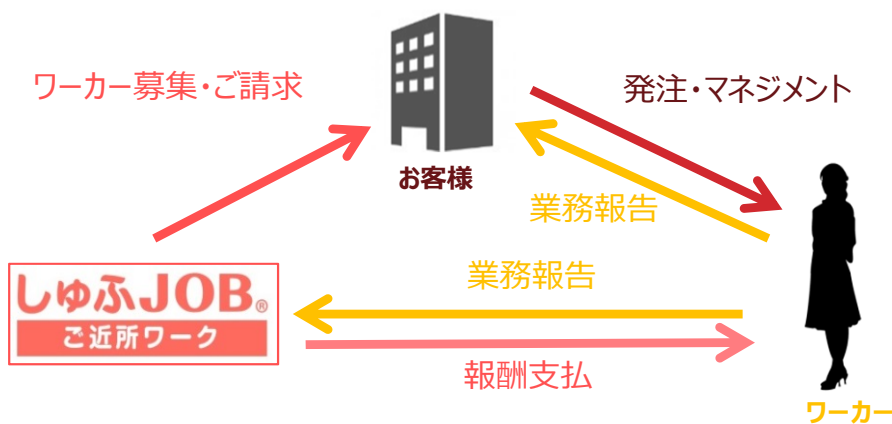 ワーカー募集・ご請求
発注・マネジメント
お客様
業務報告
業務報告
しゅふJOB®
ご近所ワーク
報酬支払
ワーカー